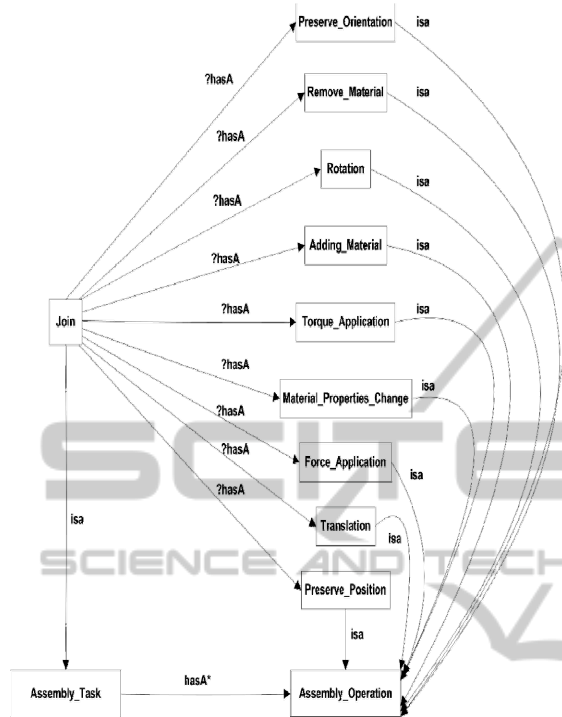 Preserve_Orientation
isa
?hasA
Remove_Material
isa
?hasA
Rotation
isa
?hasA
Adding_Material
isa
?hasA
Join
?hasA
Torque_Application
isa
?hasA
Material_Properties_Change
isa
?hasA
Force_Application
isa
?hasA
Translation
isa
?hasA
Preserve_Position
isa
isa
Assembly_Task
hasA*
Assembly_Operation
SCITE
SCIENCE AND TECH